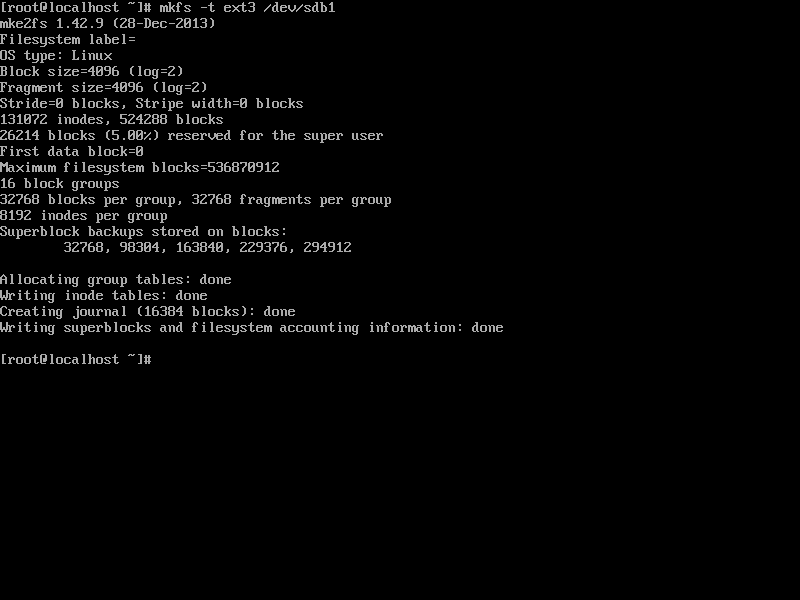 [root@localhost ~]# mkfs -t ext3 /dev/sdb1
mke2fs 1.42.9 (28-Dec-2013)
Filesystem label=
OS type: Linux
Block size=4096 (log=2)
Fragment size=4096 (log=2)
Stride=0 blocks, Stripe width=0 blocks
131072 inodes, 524288 blocks
26214 blocks (5.00%) reserved for the super user
First data block=0
Maximum filesystem blocks=536870912
16 block groups
32768 blocks per group, 32768 fragments per group
8192 inodes per group
Superblock backups stored on blocks:
        32768, 98304, 163840, 229376, 294912

Allocating group tables: done
Writing inode tables: done
Creating journal (16384 blocks): done
Writing superblocks and filesystem accounting information: done

[root@localhost ~]#